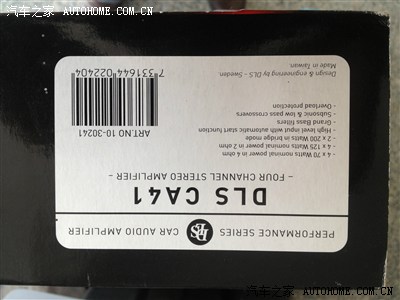 汽车之家 AUTOHOME.COM.CN
DLS
PERFORMANCE SERIES
CAR AUDIO AMPLIFIER
DLS CA41
- FOUR CHANNEL STEREO AMPLIFIER -
- 4 x 70 Watts nominal power in 4 ohm
- 4 x 125 Watts nominal power in 2 ohm
- 2 x 200 Watts in bridge mode
- High level input with automatic start function
- Grand Bass filters
- Subsonic & low pass crossovers
- Overload protection
ART.NO 10-30241
7 331644 022404
Design & engineering by DLS - Sweden.
Made in Taiwan.
汽车之家 AUTOHOME.COM.CN